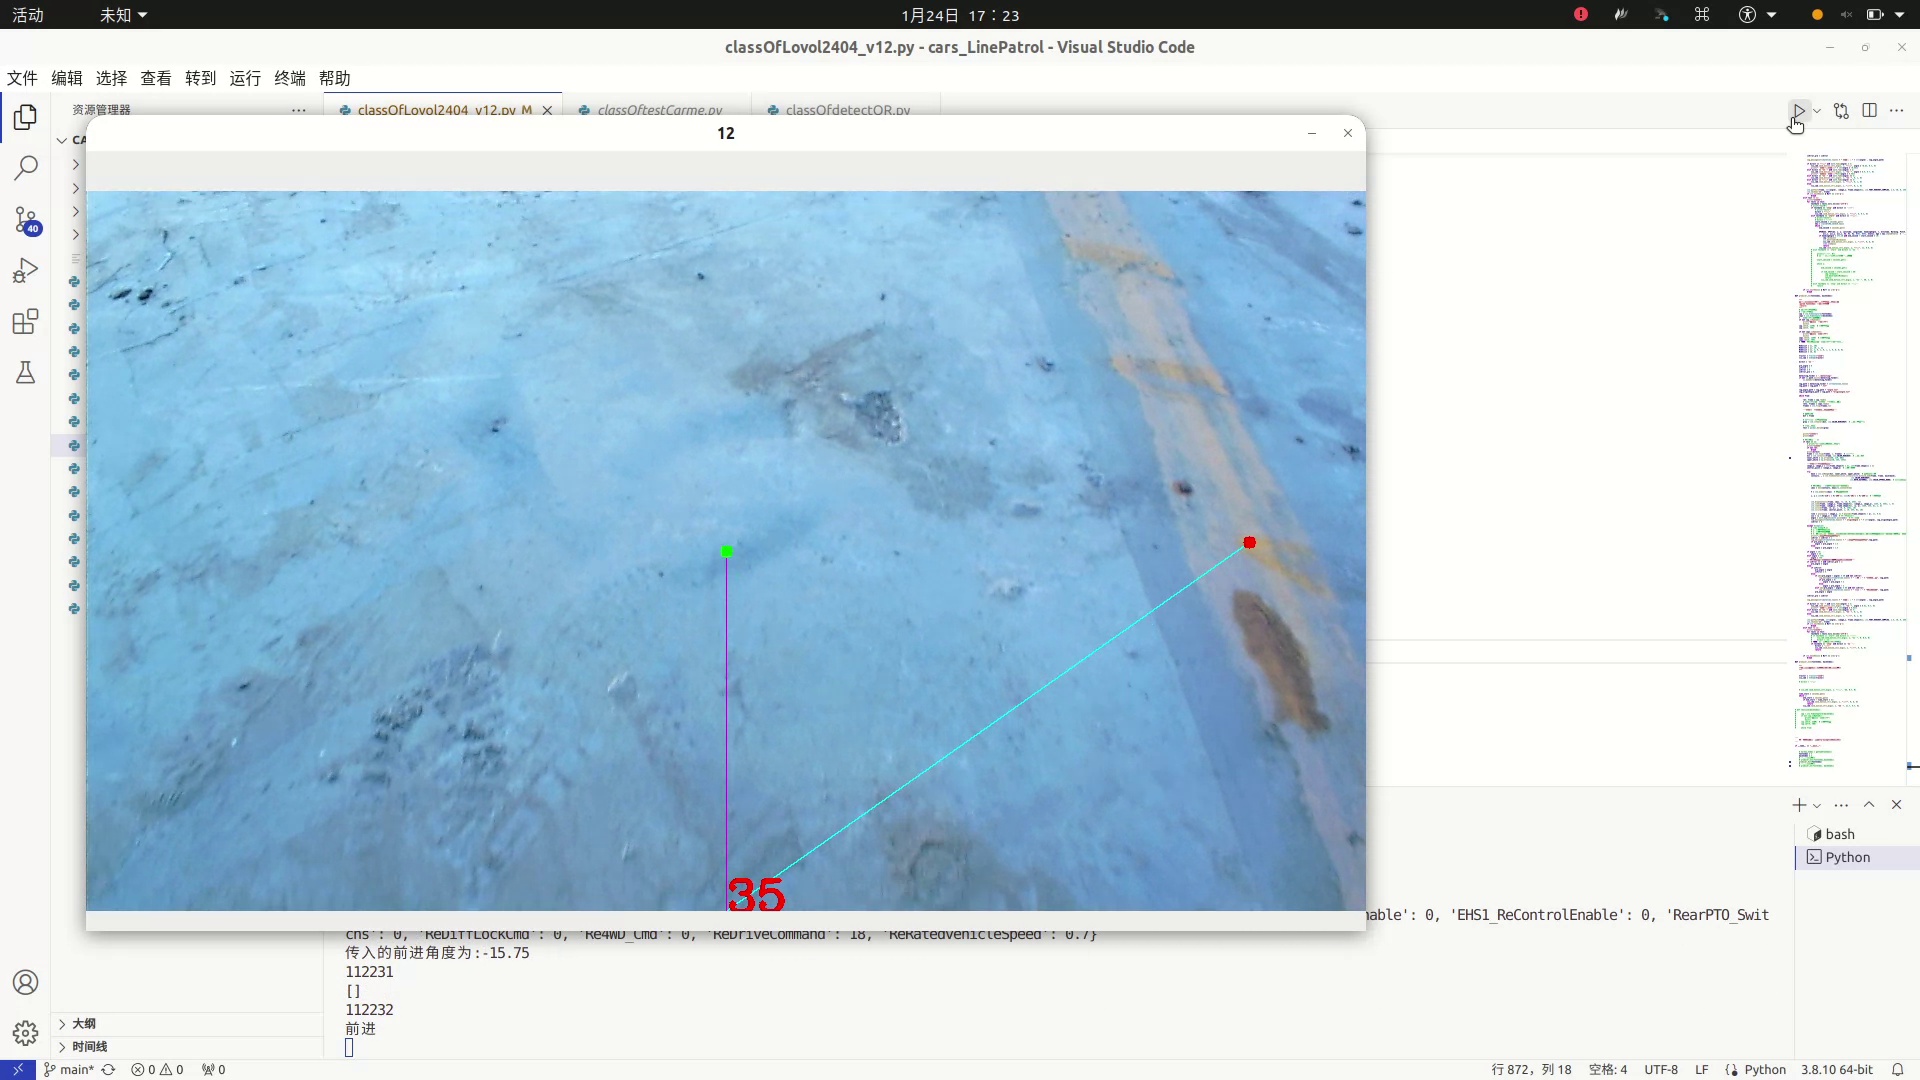 活动
未知
1月24日 17：23
classOfLovol2404_v12.py - cars_LinePatrol - Visual Studio Code
文件 编辑 选择 查看 转到 运行 终端 帮助
资源管理器
classOfLovol2404_v12.py M
classOftestCarme.py
classOfdetectQR.py
CA
12
40
35
bash
Python
nable': 0, 'EHS1_ReControlEnable': 0, 'RearPTO_Swit
chs': 0, 'ReDiffLockCmd': 0, 'Re4WD_Cmd': 0, 'ReDriveCommand': 18, 'ReRatedVehicleSpeed': 0.7}
传入的前进角度为:-15.75
112231
[]
112232
前进
大纲
时间线
main* 0 0 0
行 872，列 18 空格: 4 UTF-8 LF Python 3.8.10 64-bit